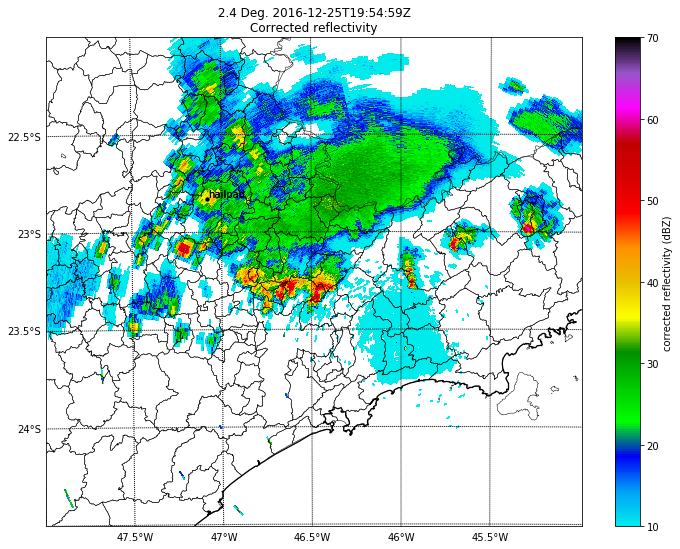 2.4 Deg. 2016-12-25T19:54:59Z
Corrected reflectivity
22.5°S
23°S
23.5°S
24°S
47.5°W
47°W
46.5°W
46°W
45.5°W
hailpad
70
60
50
40
30
20
10
corrected reflectivity (dBZ)